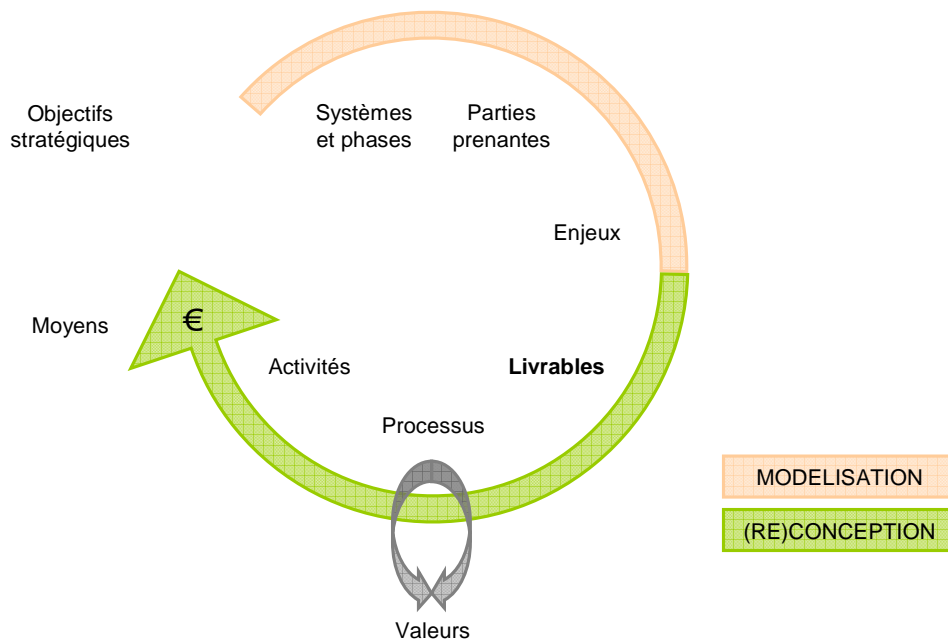 Objectifs
stratégiques
Systèmes
et phases
Parties
prenantes
Enjeux
Moyens
€
Activités
Livrables
Processus
Valeurs
MODELISATION
(RE)CONCEPTION